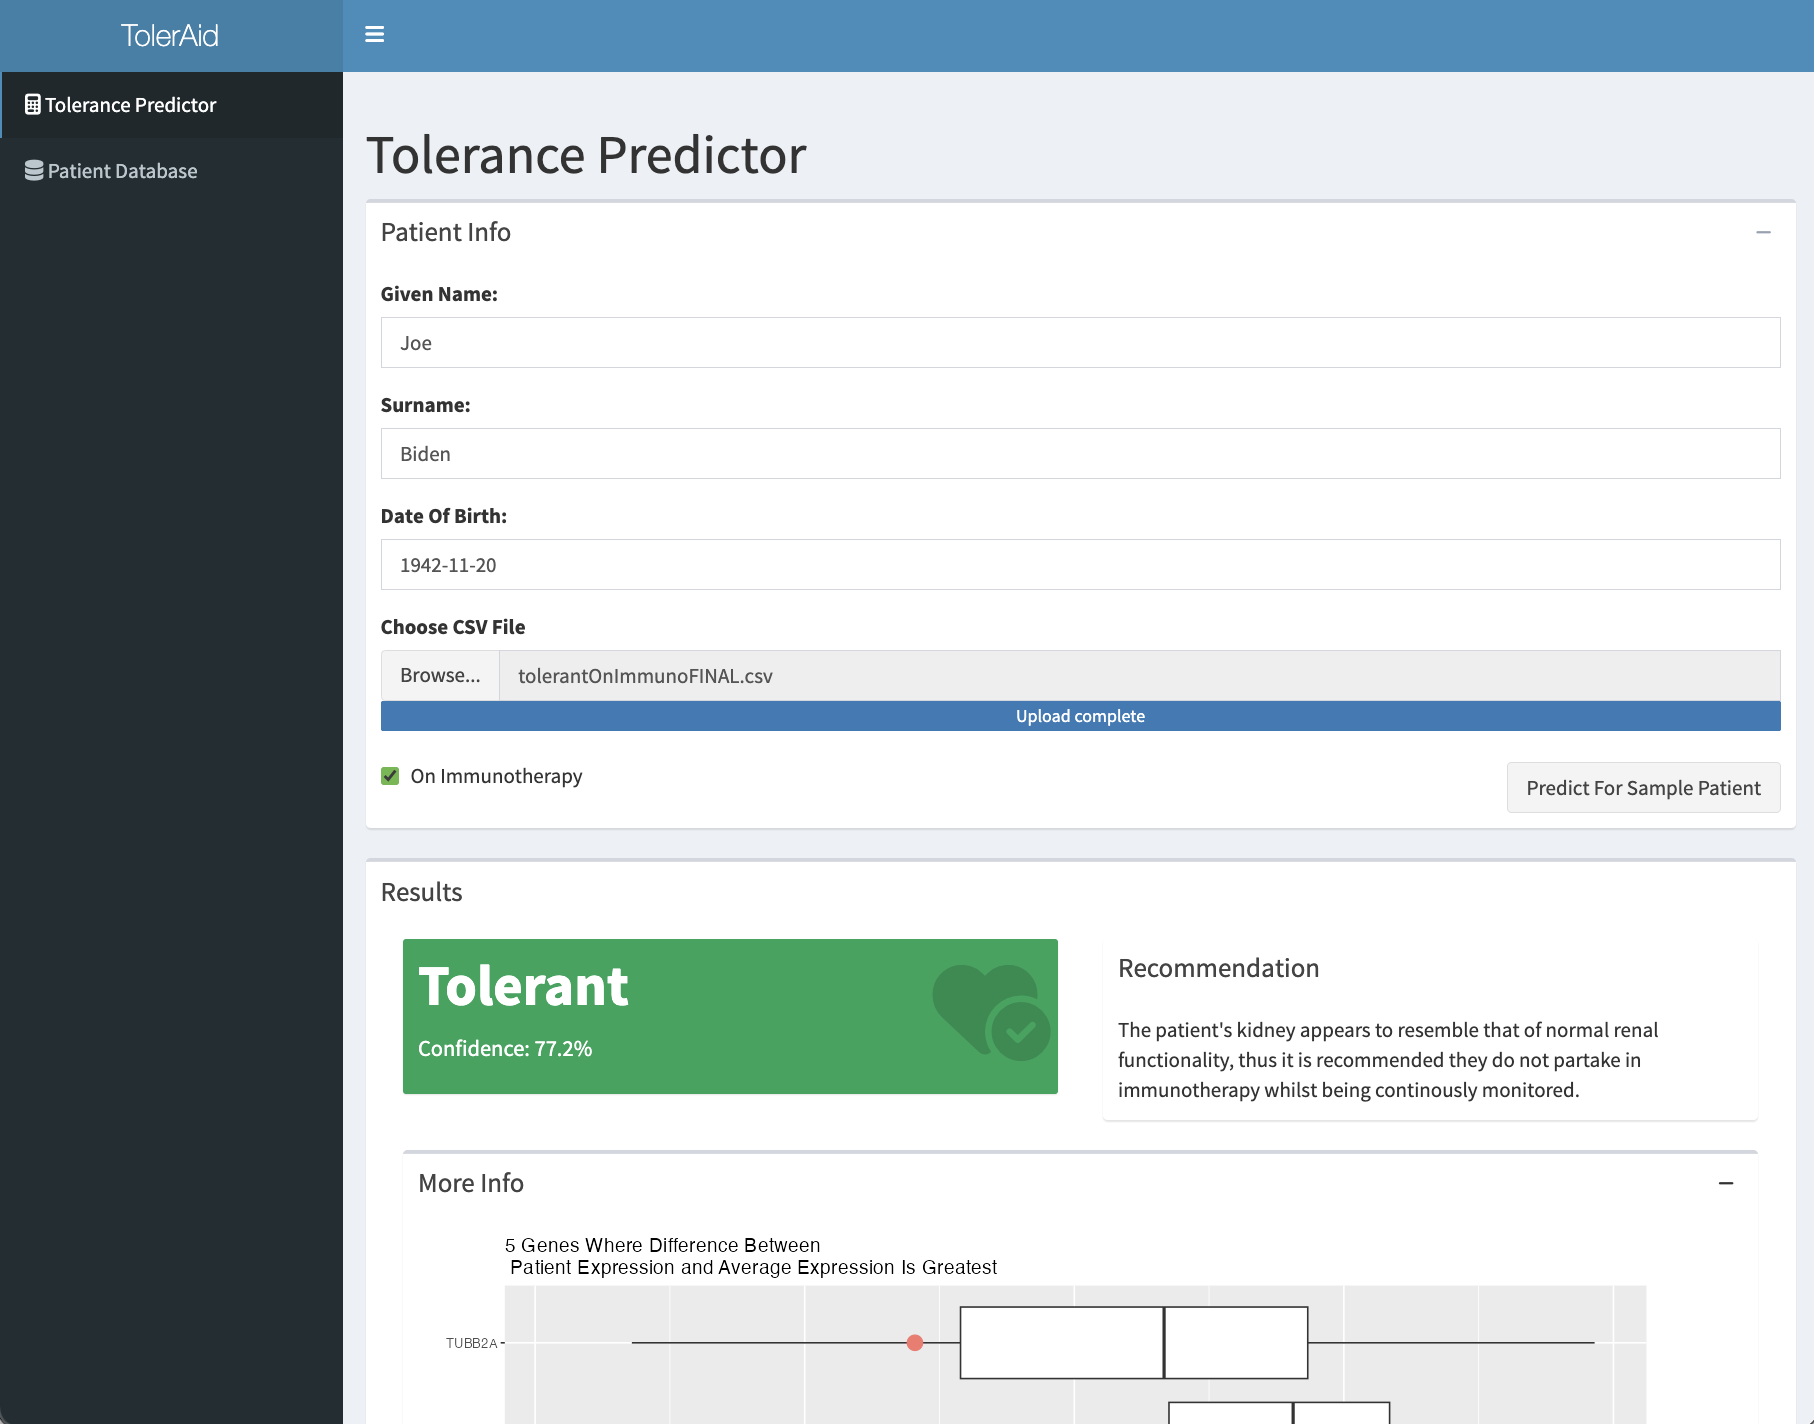 TolerAid
Tolerance Predictor
Patient Database
Tolerance Predictor
Patient Info
Given Name:
Joe
Surname:
Biden
Date Of Birth:
1942-11-20
Choose CSV File
Browse...
tolerantOnImmunoFINAL.csv
Upload complete
On Immunotherapy
Predict For Sample Patient
Results
Tolerant
Confidence: 77.2%
Recommendation
The patient's kidney appears to resemble that of normal renal
functionality, thus it is recommended they do not partake in
immunotherapy whilst being continously monitored.
More Info
5 Genes Where Difference Between
Patient Expression and Average Expression Is Greatest
TUBB2A